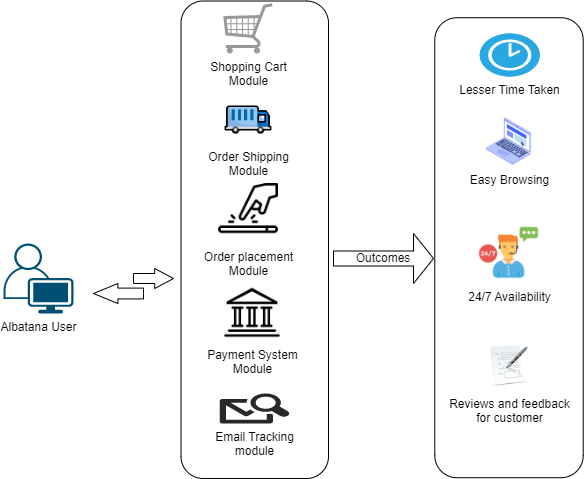 Shopping Cart
Module
Order Shipping
Module
Order placement
Module
Payment System
Module
Email Tracking
module
Albatana User
Outcomes
Lesser Time Taken
Easy Browsing
24/7
24/7 Availability
Reviews and feedback
for customer